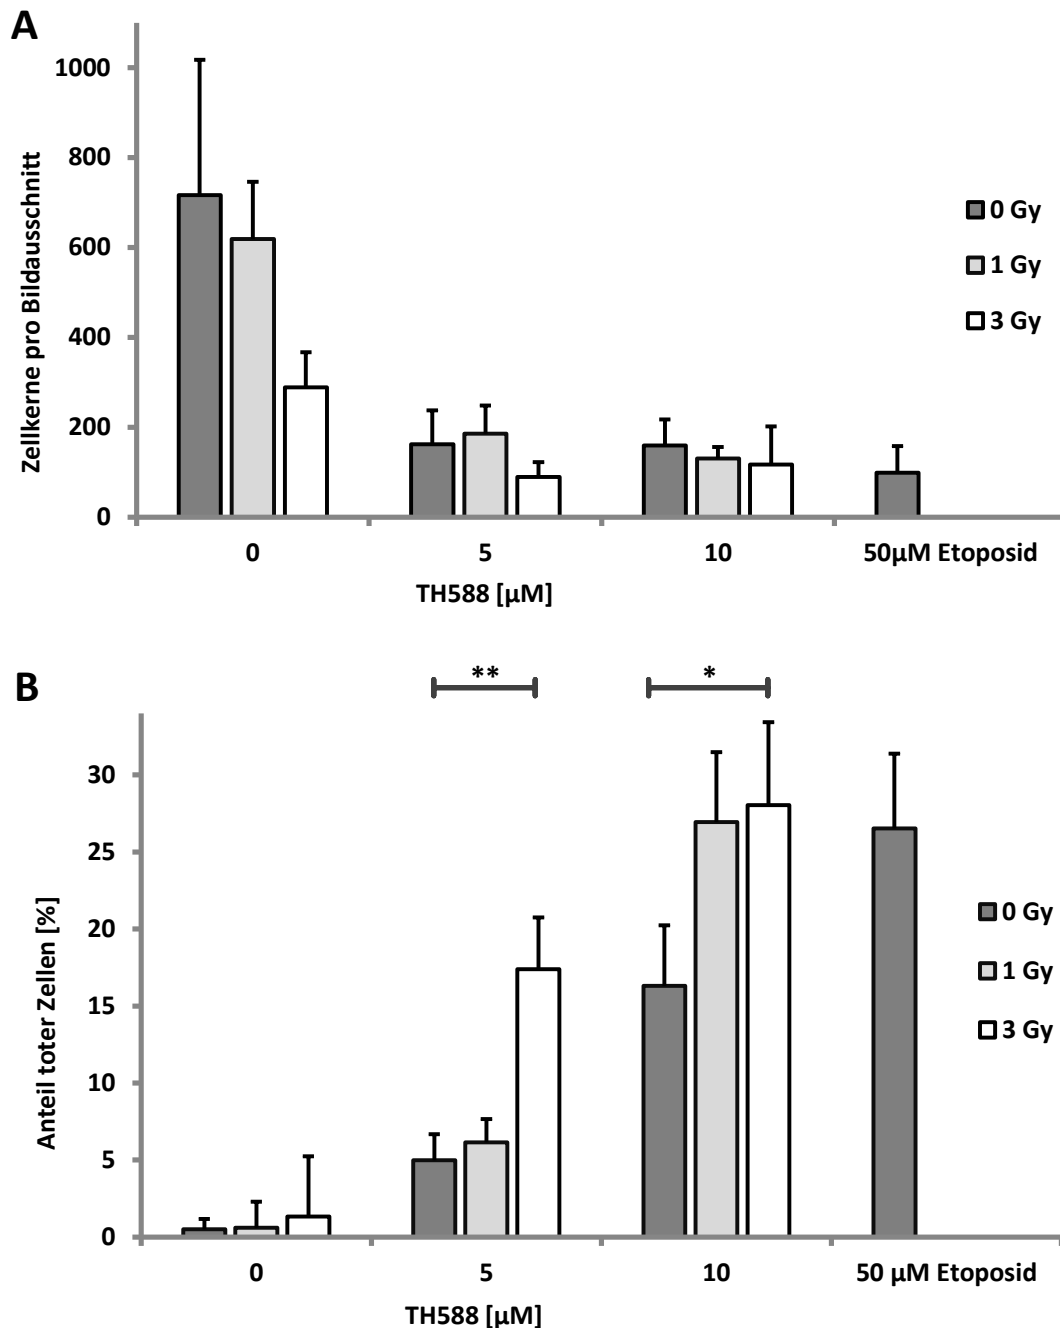 A
1000
800
600
400
200
0
Zellkerne pro Bildausschnitt
0 Gy
1 Gy
3 Gy
0 5 10 50µM Etoposid
TH588 [µM]
B
** *
30
25
20
15
10
5
0
Anteil toter Zellen [%]
0 Gy
1 Gy
3 Gy
0 5 10 50 µM Etoposid
TH588 [µM]